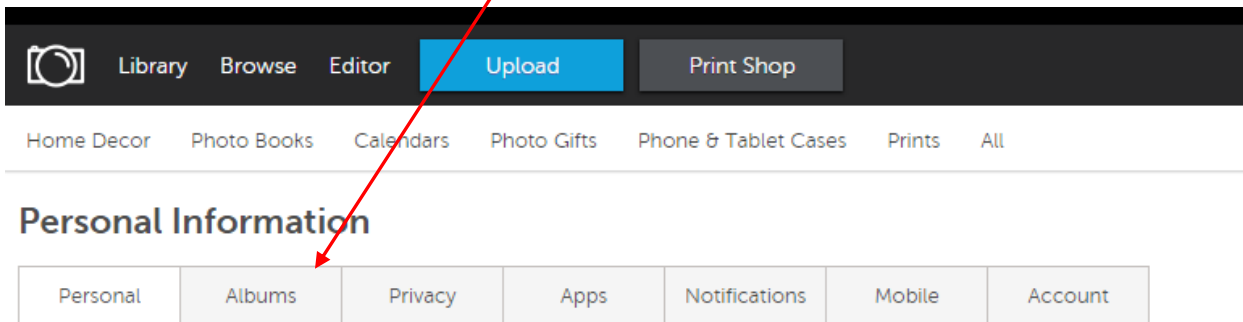 Library Browse Editor Upload Print Shop
Home Decor Photo Books Calendars Photo Gifts Phone & Tablet Cases Prints All
Personal Information
Personal Albums Privacy Apps Notifications Mobile Account